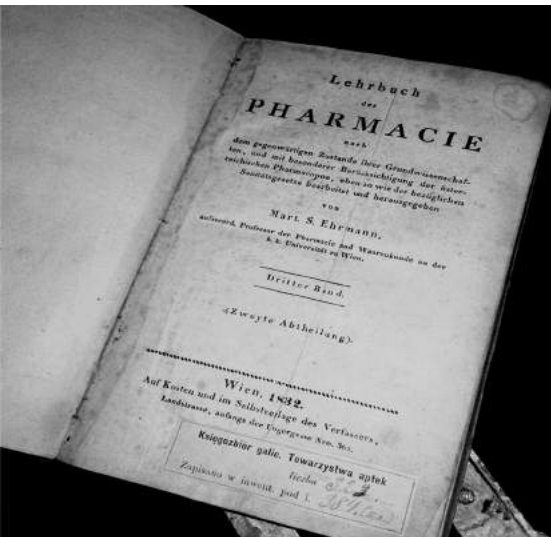 Lehrbuch
der
PHARMACIE
nach
dem gegenwärtigen Zustande ihrer Grundwissenschaf-
ten, und mit besonderer Berücksichtigung der öster-
reichischen Pharmacopoe, eben so wie der bezüglichen
Sanitätsgesetze bearbeitet und herausgegeben
von
Mart. S. Ehrmann,
ausserord. Professor der Pharmacie und Waarenkunde an der
k. k. Universität zu Wien.
Dritter Band.
(Zweyte Abtheilung).
Wien, 1832.
Auf Kosten und im Selbstverlage des Verfassers,
Landstrasse, anfangs der Ungergasse Nro.
Księgozbiór galic. Towarzystwa aptek
liczba
Zapisano w inwent. pod l.